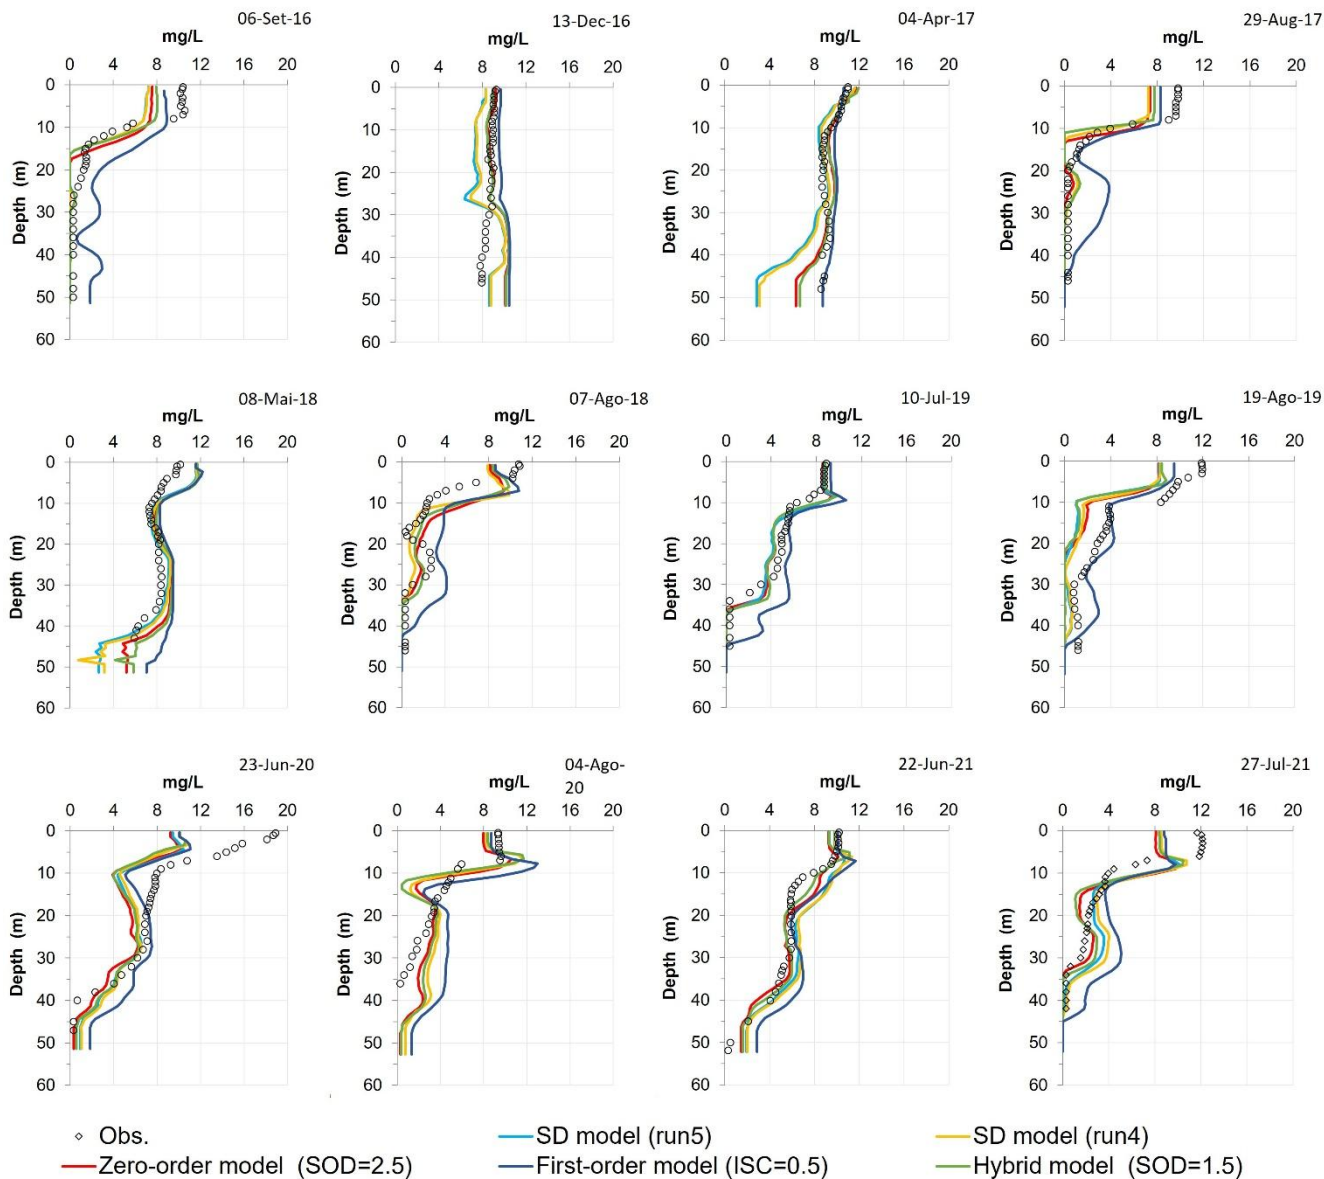 06-Set-16
mg/L
0 4 8 12 16 20
0
10
20
30
40
50
60
Depth (m)
13-Dec-16
mg/L
0 4 8 12 16 20
0
10
20
30
40
50
60
Depth (m)
04-Apr-17
mg/L
0 4 8 12 16 20
0
10
20
30
40
50
60
Depth (m)
29-Aug-17
mg/L
0 4 8 12 16 20
0
10
20
30
40
50
60
Depth (m)
08-Mai-18
mg/L
0 4 8 12 16 20
0
10
20
30
40
50
60
Depth (m)
07-Ago-18
mg/L
0 4 8 12 16 20
0
10
20
30
40
50
60
Depth (m)
10-Jul-19
mg/L
0 4 8 12 16 20
0
10
20
30
40
50
60
Depth (m)
19-Ago-19
mg/L
0 4 8 12 16 20
0
10
20
30
40
50
60
Depth (m)
23-Jun-20
mg/L
0 4 8 12 16 20
0
10
20
30
40
50
60
Depth (m)
04-Ago-
20
mg/L
0 4 8 12 16 20
0
10
20
30
40
50
60
Depth (m)
22-Jun-21
mg/L
0 4 8 12 16 20
0
10
20
30
40
50
60
Depth (m)
27-Jul-21
mg/L
0 4 8 12 16 20
0
10
20
30
40
50
60
Depth (m)
Obs. SD model (run5) SD model (run4)
Zero-order model (SOD=2.5) First-order model (ISC=0.5) Hybrid model (SOD=1.5)